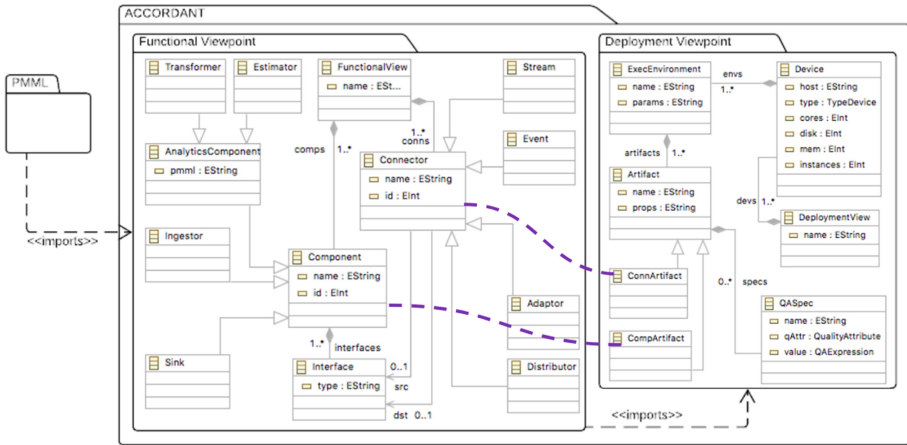 ACCORDANT
Functional Viewpoint
Deployment Viewpoint
PMML
<<imports>>
Transformer
Estimator
FunctionalView
name : ESt...
Stream
Event
1..*
conns
comps
1..*
AnalyticsComponent
pmml : EString
Connector
name : EString
id : EInt
Ingestor
Component
name : EString
id : EInt
Adaptor
Sink
1..*
interfaces
Interface
type : EString
0..1
src
dst
0..1
Distributor
<<imports>>
ExecEnvironment
name : EString
params : EString
envs
1..*
Device
host : EString
type : TypeDevice
cores : EInt
disk : EInt
mem : EInt
instances : EInt
artifacts
1..*
Artifact
name : EString
props : EString
devs
1..*
DeploymentView
name : EString
ConnArtifact
0..*
specs
CompArtifact
QASpec
name : EString
qAttr : QualityAttribute
value : QAExpression